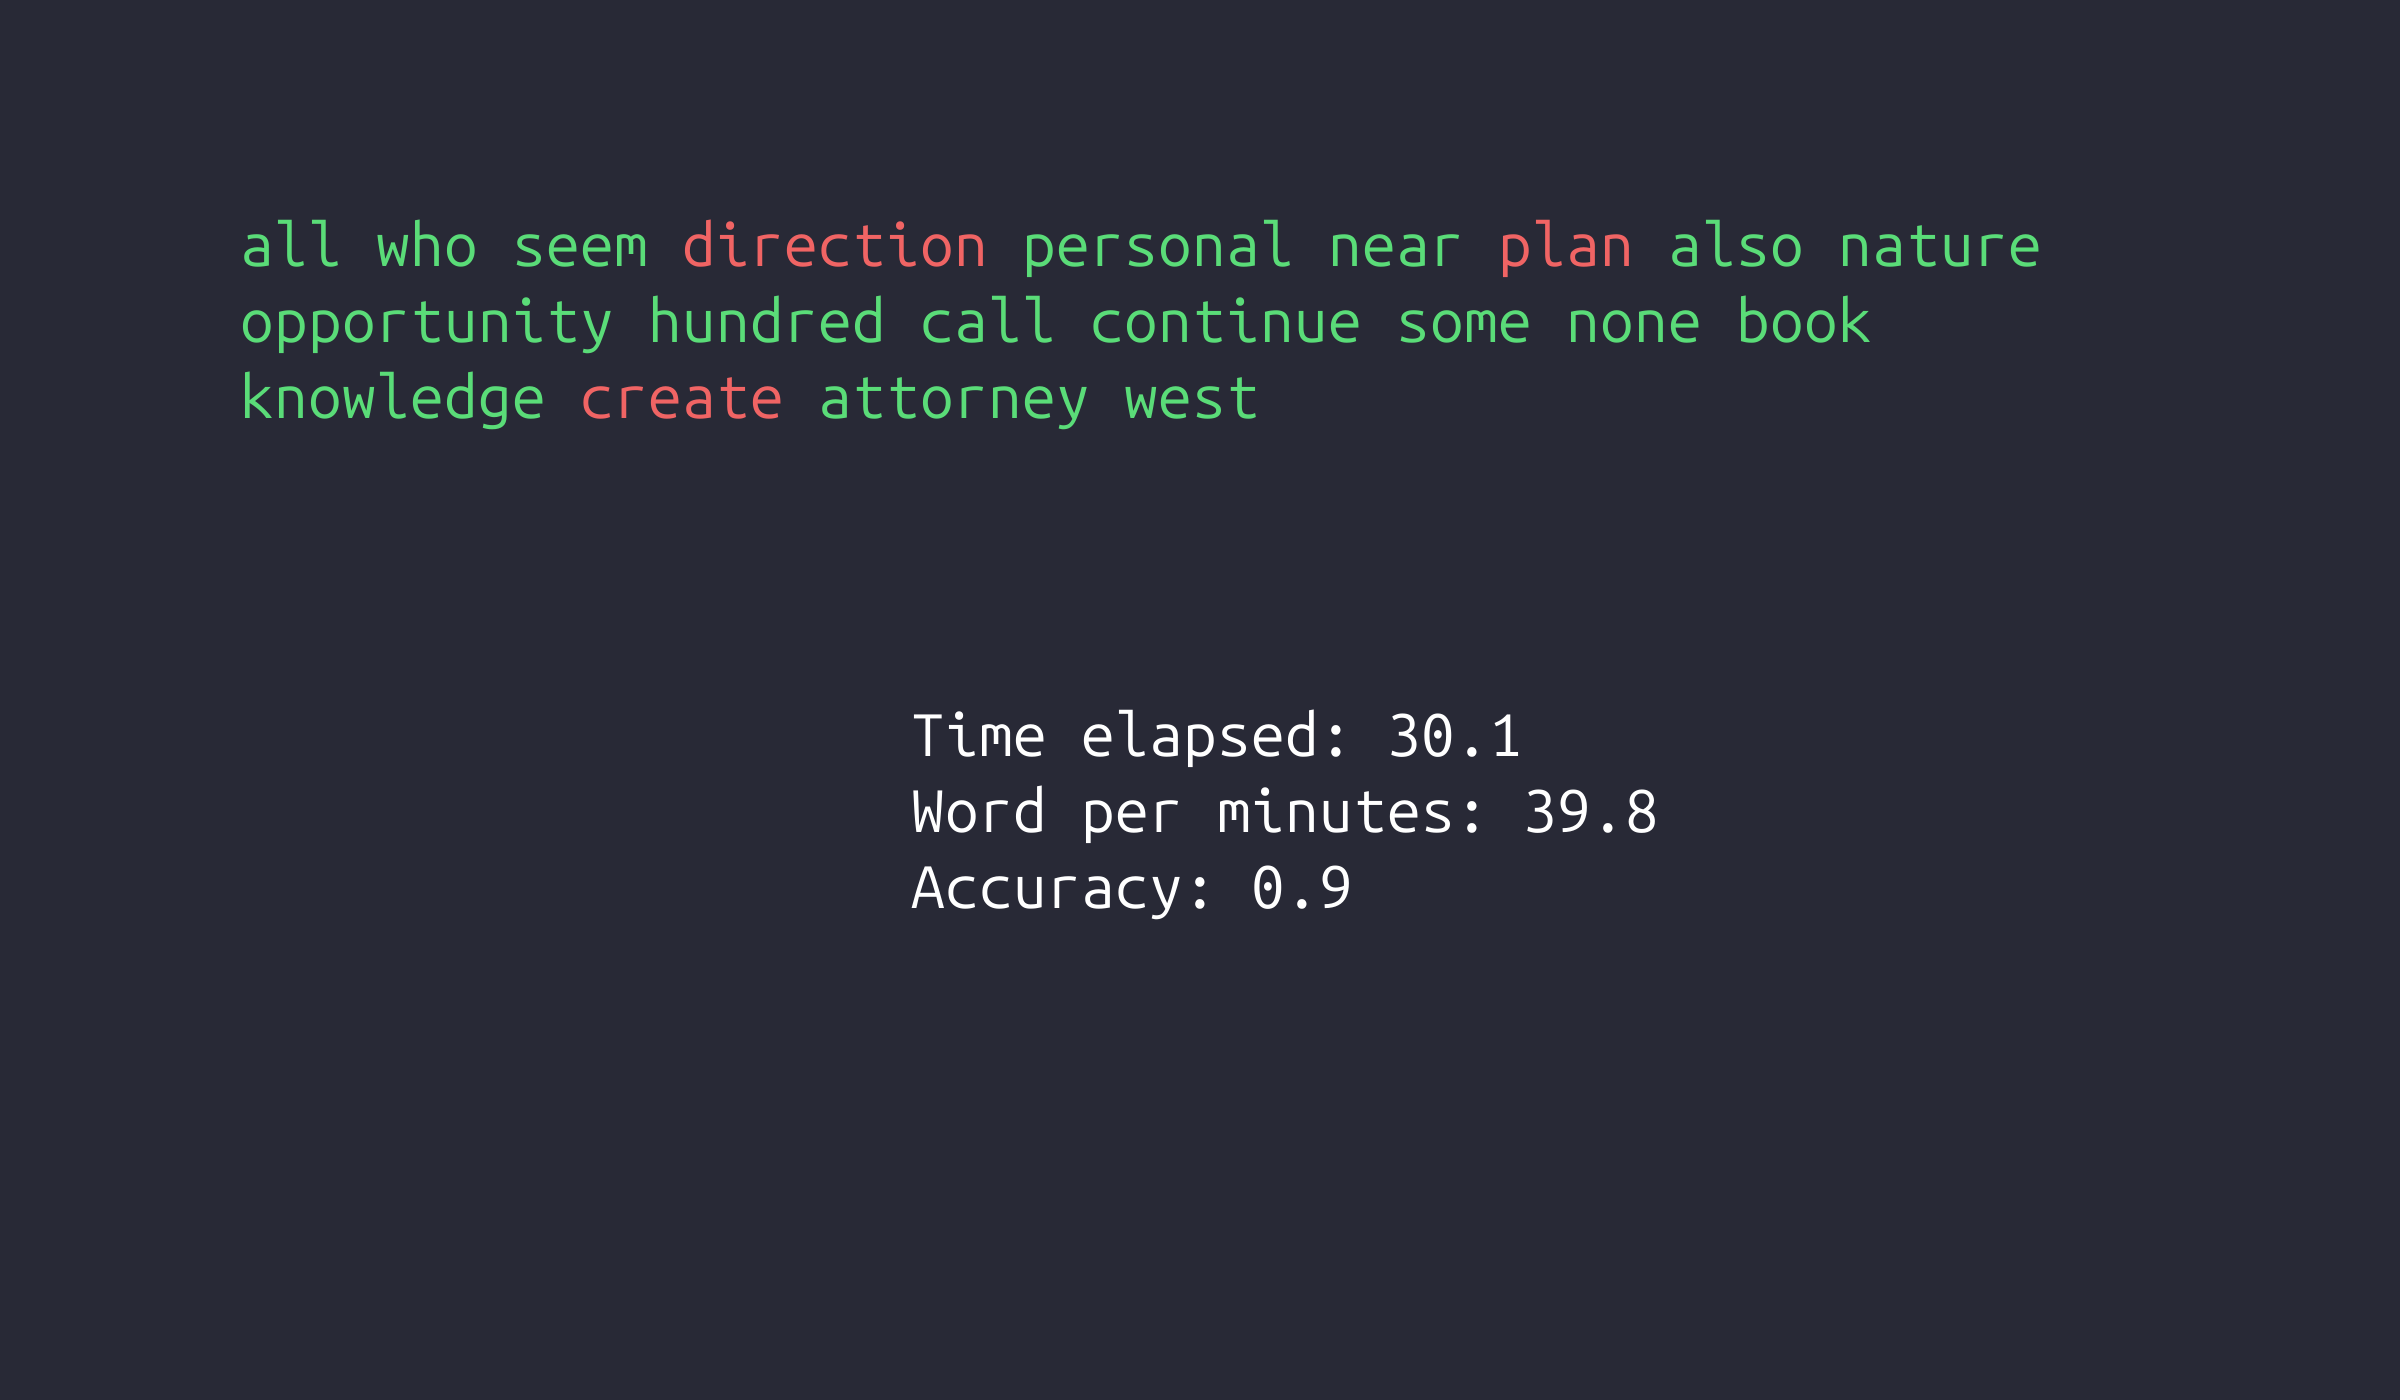 all who seem direction personal near plan also nature
opportunity hundred call continue some none book
knowledge create attorney west
Time elapsed: 30.1
Word per minutes: 39.8
Accuracy: 0.9